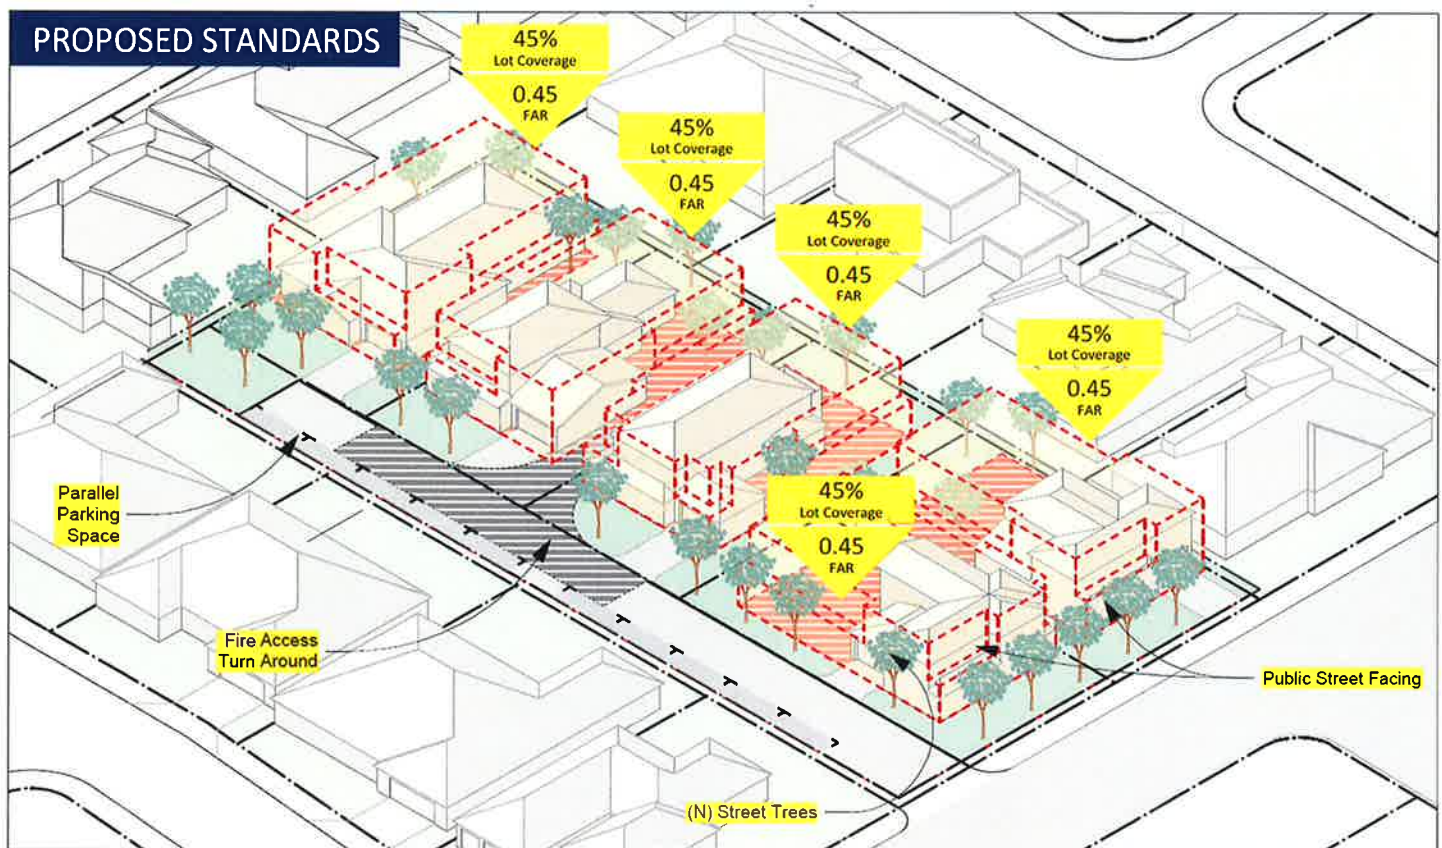 PROPOSED STANDARDS
45%
Lot Coverage
0.45
FAR
45%
Lot Coverage
0.45
FAR
45%
Lot Coverage
0.45
FAR
45%
Lot Coverage
0.45
FAR
45%
Lot Coverage
0.45
FAR
Parallel
Parking
Space
Fire Access
Turn Around
Public Street Facing
(N) Street Trees